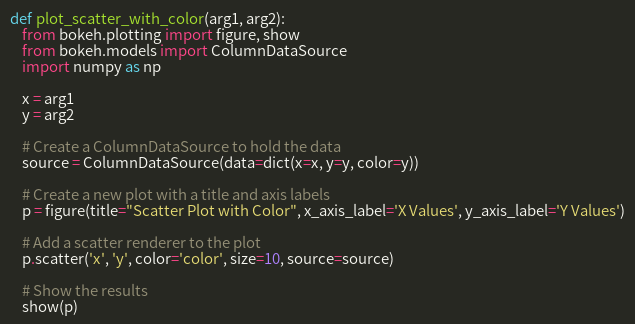 def plot_scatter_with_color(arg1, arg2):
    from bokeh.plotting import figure, show
    from bokeh.models import ColumnDataSource
    import numpy as np

    x = arg1
    y = arg2

    # Create a ColumnDataSource to hold the data
    source = ColumnDataSource(data=dict(x=x, y=y, color=y))

    # Create a new plot with a title and axis labels
    p = figure(title="Scatter Plot with Color", x_axis_label='X Values', y_axis_label='Y Values')

    # Add a scatter renderer to the plot
    p.scatter('x', 'y', color='color', size=10, source=source)

    # Show the results
    show(p)